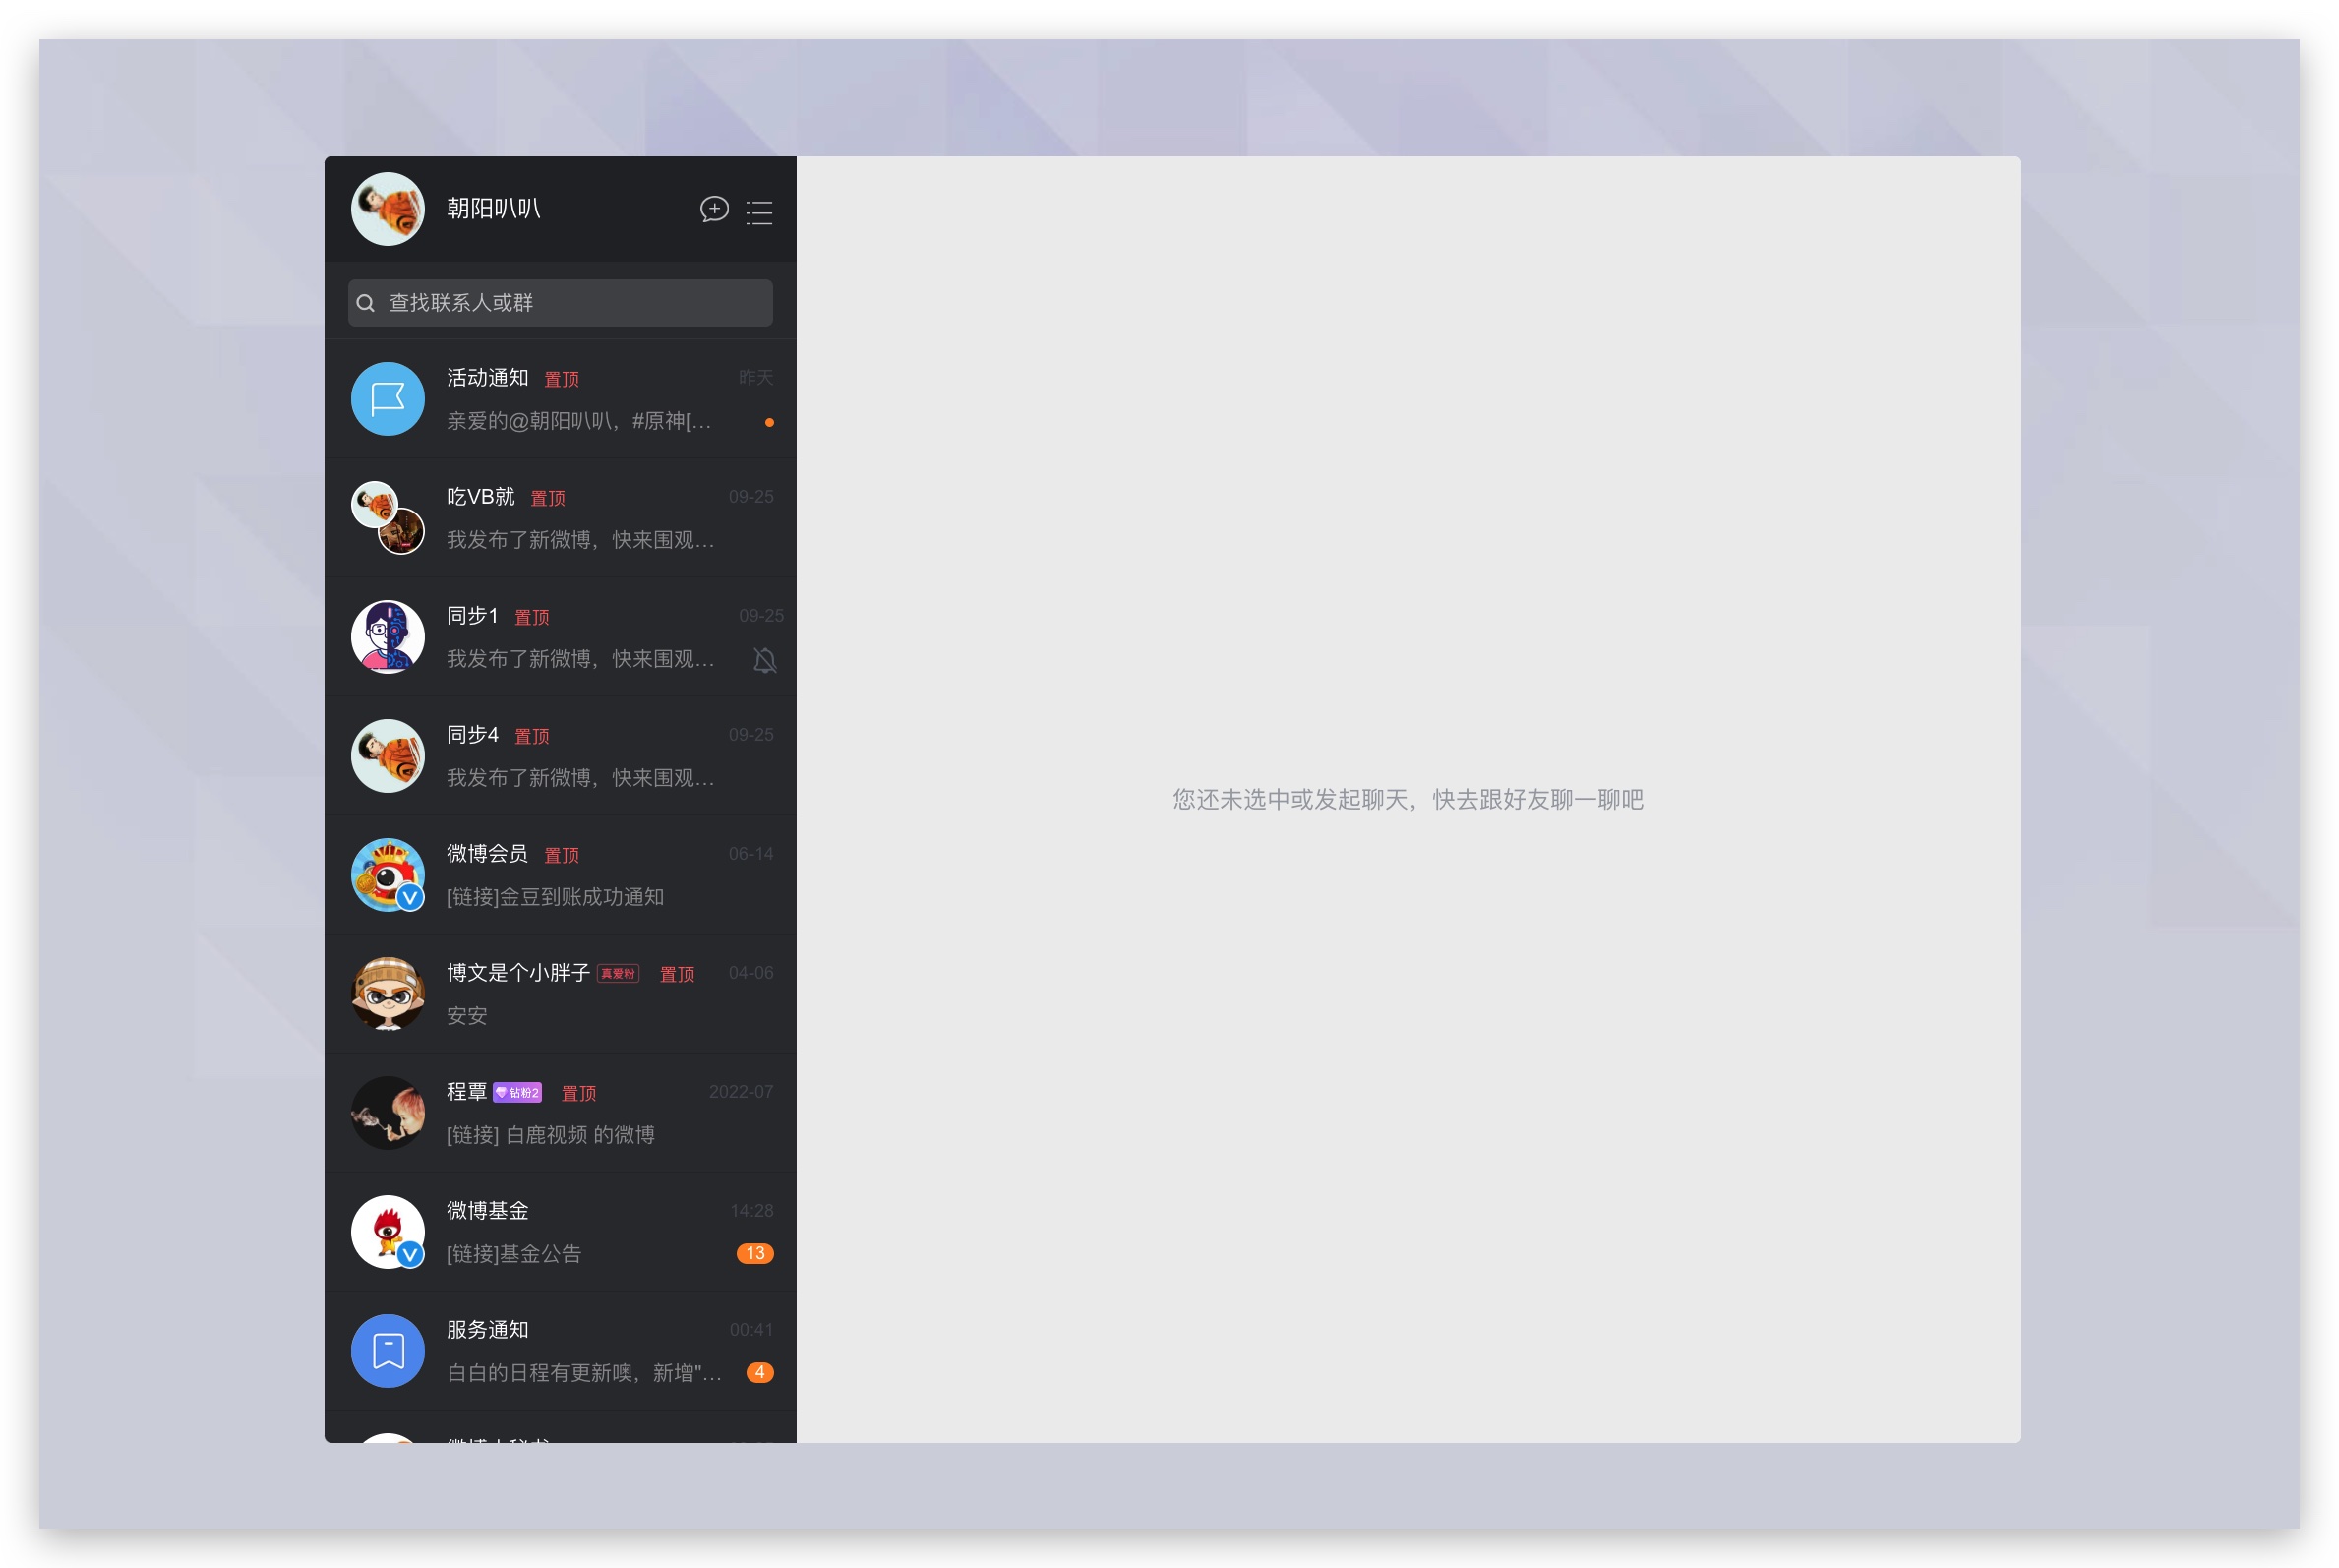 朝阳叭叭
查找联系人或群
活动通知 置顶 昨天
亲爱的@朝阳叭叭，#原神[...
吃VB就 置顶 09-25
我发布了新微博，快来围观...
同步1 置顶 09-25
我发布了新微博，快来围观...
同步4 置顶 09-25
我发布了新微博，快来围观...
您还未选中或发起聊天，快去跟好友聊一聊吧
微博会员 置顶 06-14
[链接]金豆到账成功通知
博文是个小胖子 真爱粉 置顶 04-06
安安
程覃 钻粉2 置顶 2022-07
[链接] 白鹿视频 的微博
微博基金 14:28
[链接]基金公告 13
服务通知 00:41
白白的日程有更新噢，新增"... 4